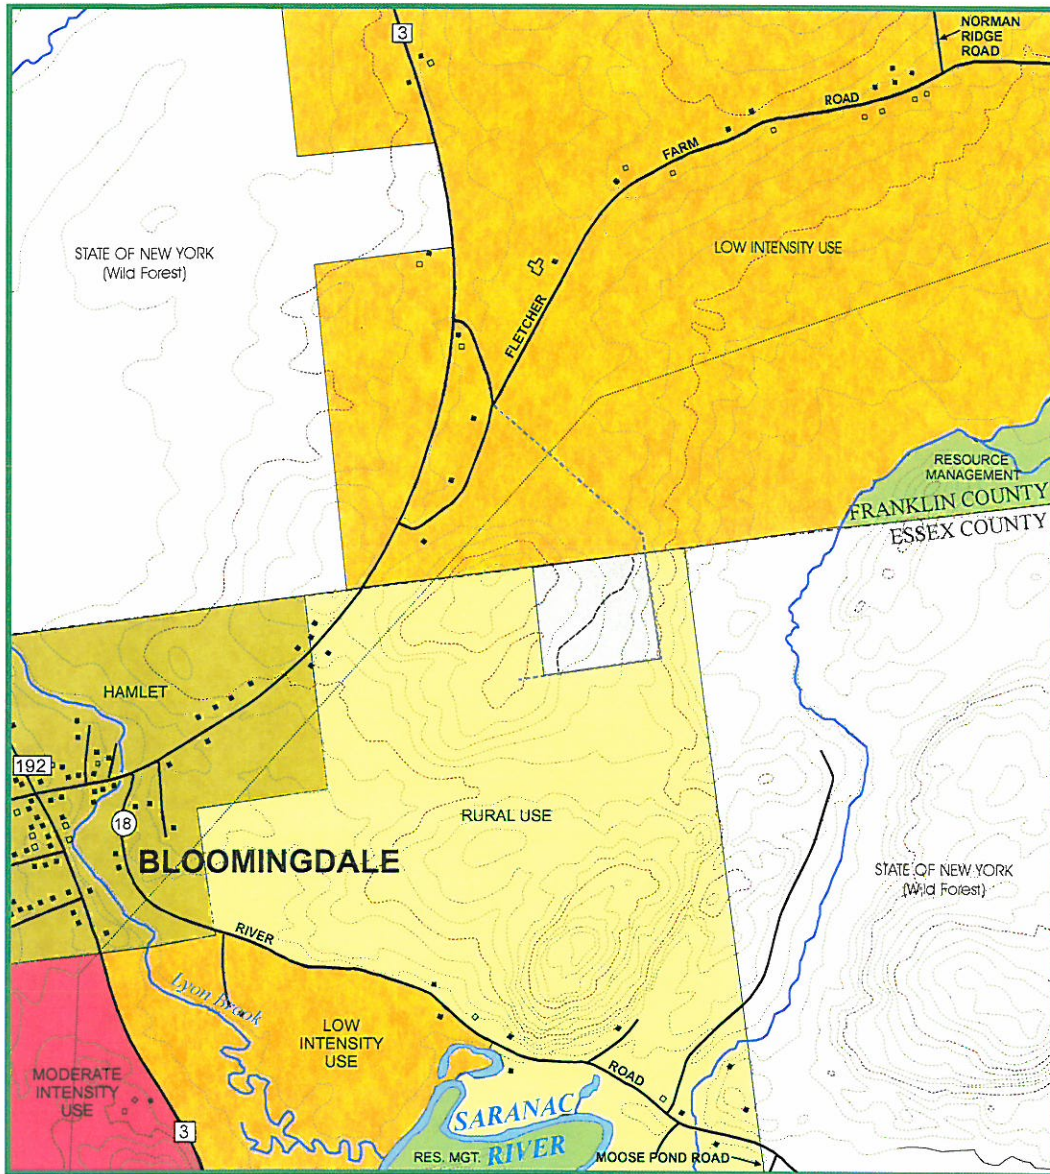 3
NORMAN
RIDGE
ROAD
ROAD
FARM
STATE OF NEW YORK
(Wild Forest)
LOW INTENSITY USE
FLETCHER
RESOURCE
MANAGEMENT
FRANKLIN COUNTY
ESSEX COUNTY
HAMLET
192
18
RURAL USE
BLOOMINGDALE
STATE OF NEW YORK
(Wild Forest)
RIVER
Lyon Brook
LOW
INTENSITY
USE
MODERATE
INTENSITY
USE
ROAD
SARANAC
RIVER
3
RES. MGT.
MOOSE POND ROAD